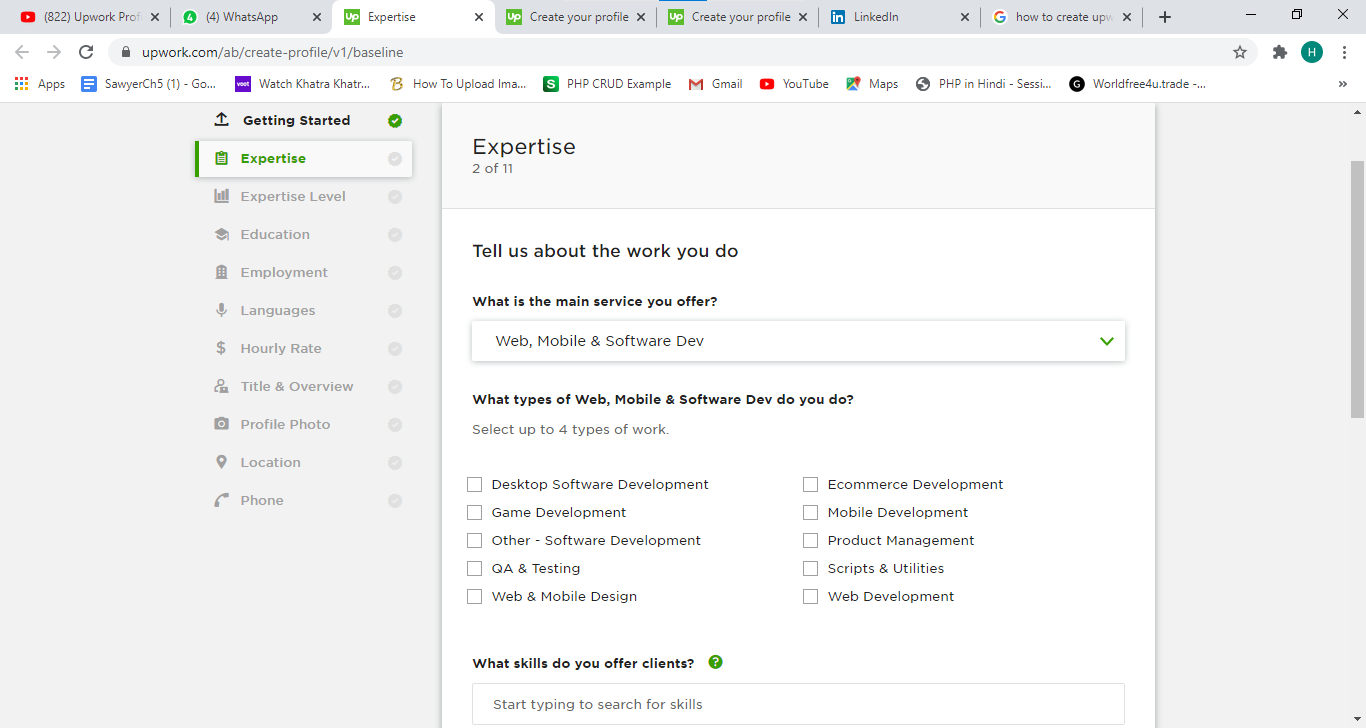 (822) Upwork Prof
(4) WhatsApp
Expertise
Create your profile
Create your profile
LinkedIn
how to create upw
upwork.com/ab/create-profile/v1/baseline
H
Apps
SawyerCh5 (1) - Go...
Watch Khatra Khatr...
How To Upload Ima...
PHP CRUD Example
Gmail
YouTube
Maps
PHP in Hindi - Sessi...
Worldfree4u.trade -...
»
Getting Started
Expertise
Expertise Level
Education
Employment
Languages
$ Hourly Rate
Title & Overview
Profile Photo
Location
Phone
Expertise
2 of 11
Tell us about the work you do
What is the main service you offer?
Web, Mobile & Software Dev
What types of Web, Mobile & Software Dev do you do?
Select up to 4 types of work.
Desktop Software Development
Ecommerce Development
Game Development
Mobile Development
Other - Software Development
Product Management
QA & Testing
Scripts & Utilities
Web & Mobile Design
Web Development
What skills do you offer clients? ?
Start typing to search for skills